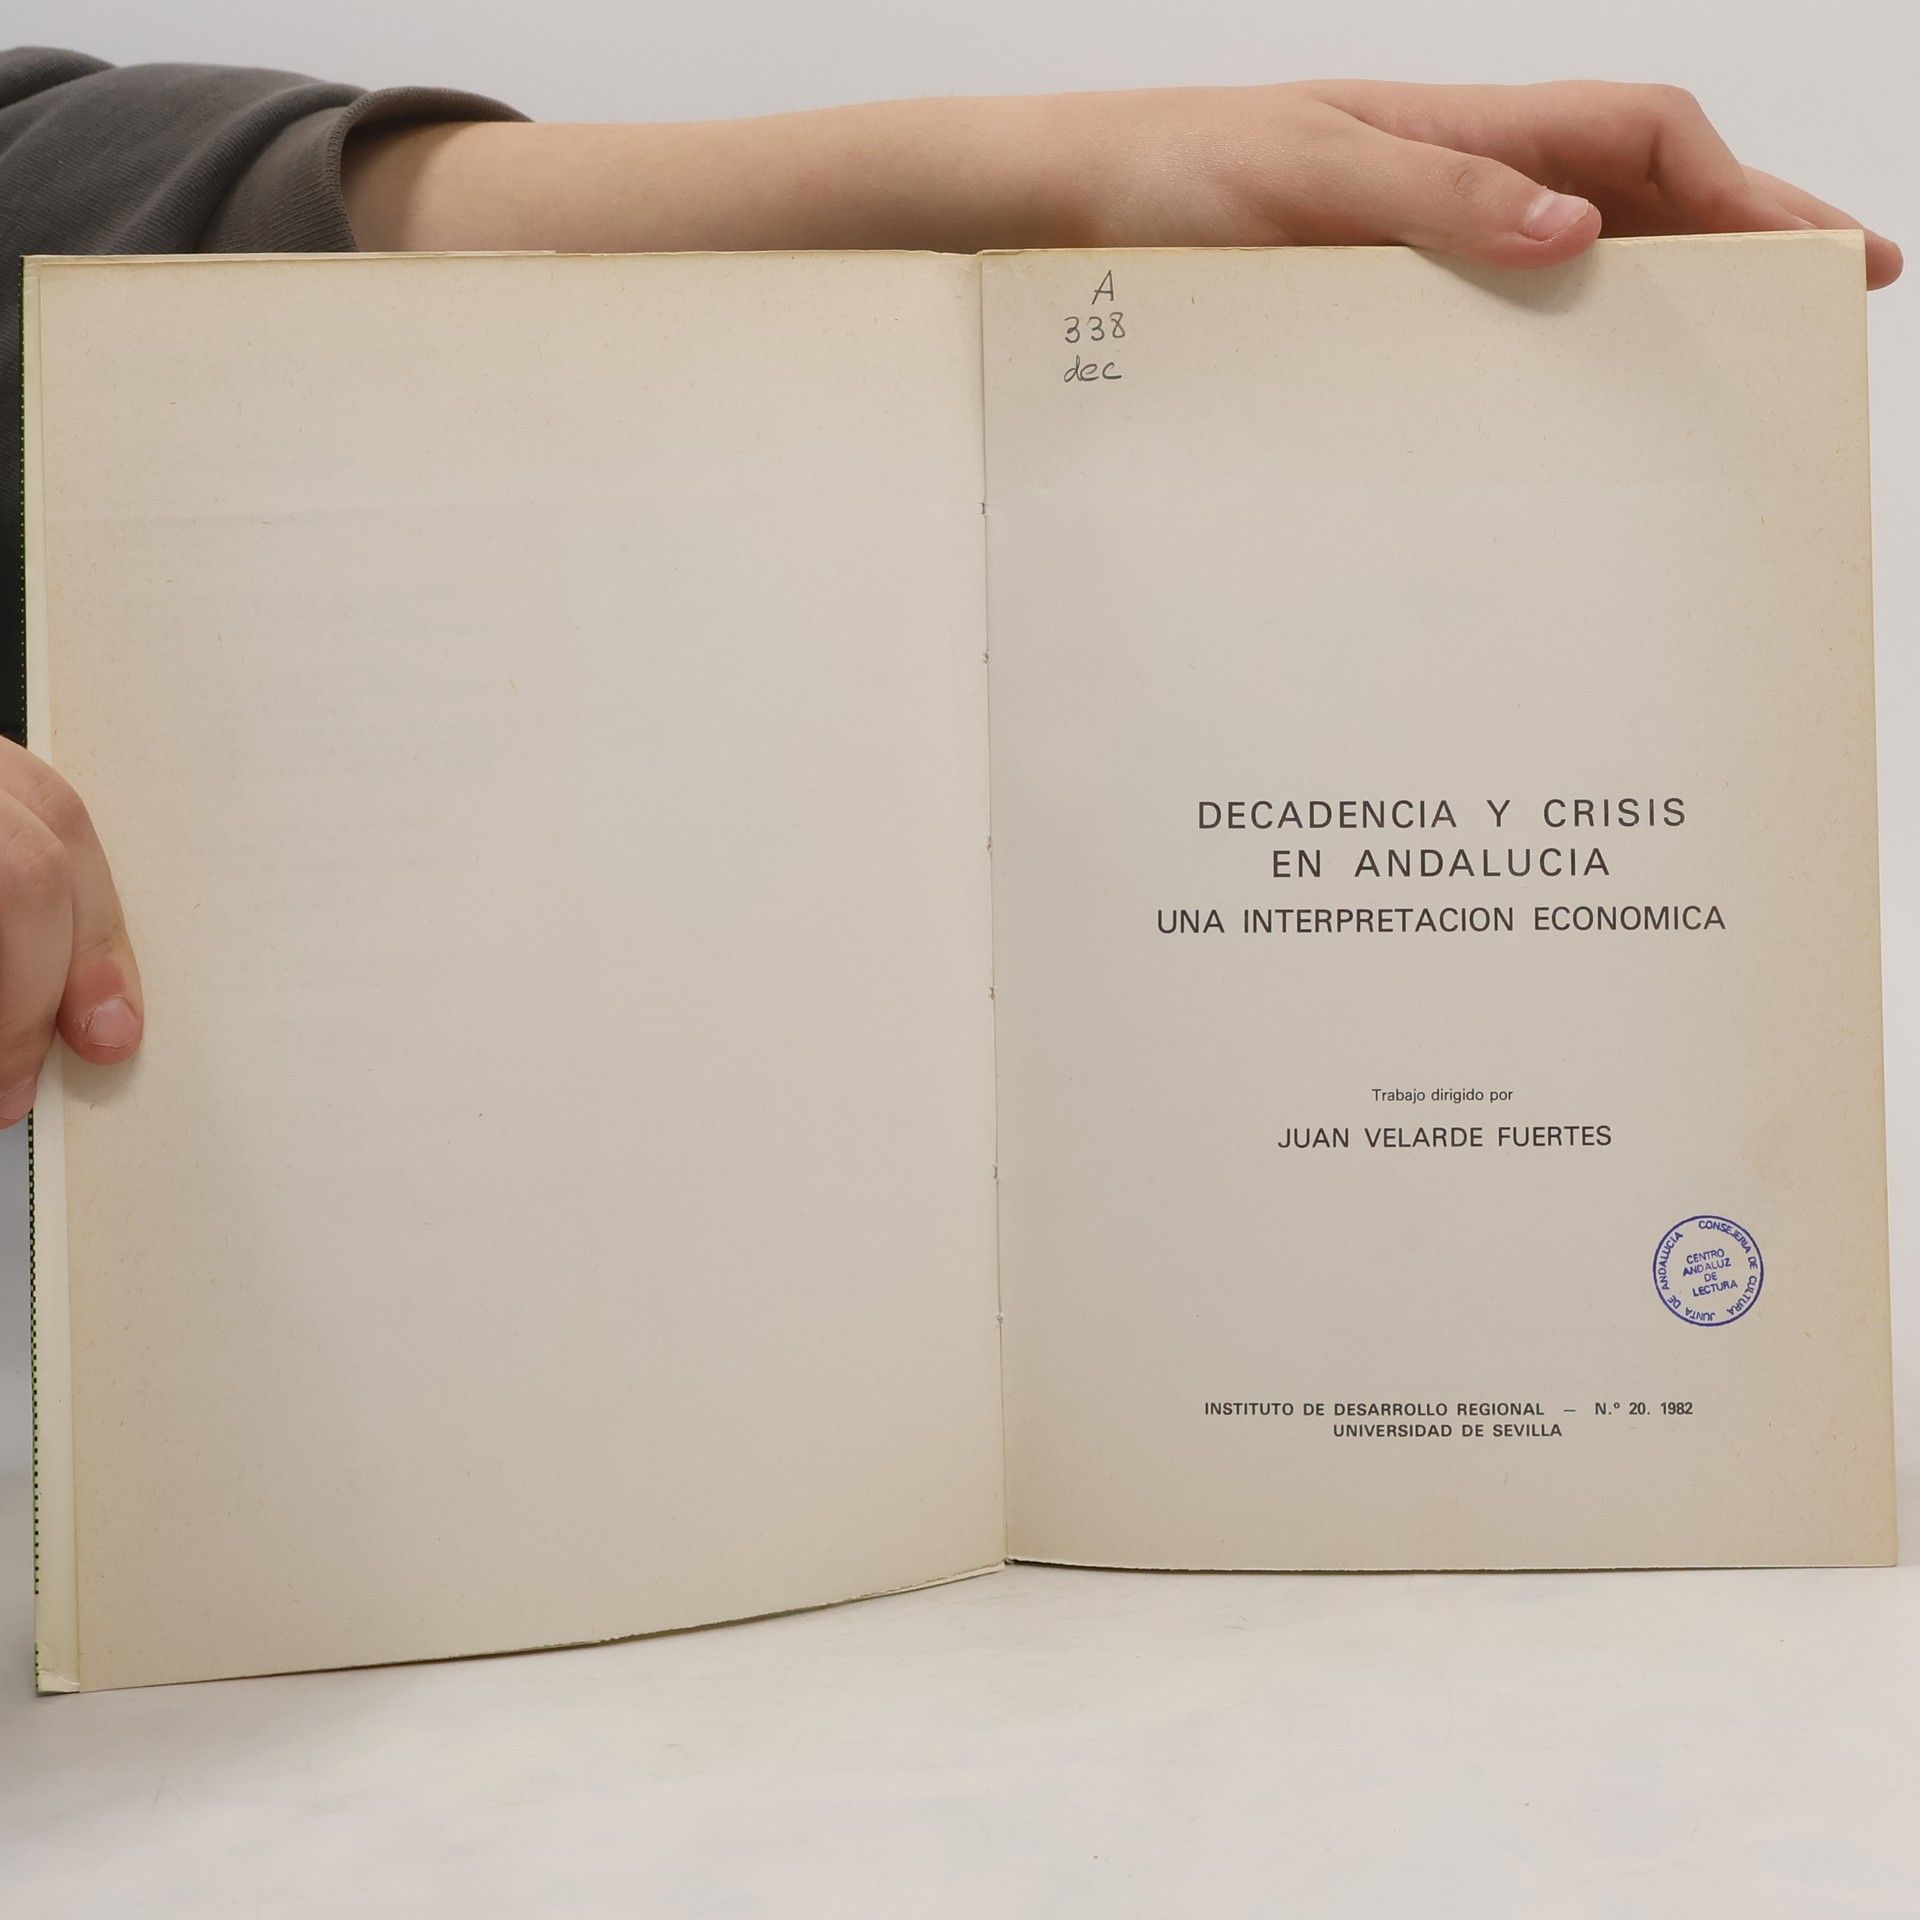 A
338
dec
DECADENCIA Y CRISIS
EN ANDALUCIA
UNA INTERPRETACION ECONOMICA
Trabajo dirigido por
JUAN VELARDE FUERTES
JUNTA DE ANDALUCIA CONSEJERIA DE CULTURA
CENTRO
ANDALUZ
DE
LECTURA
INSTITUTO DE DESARROLLO REGIONAL — N.º 20. 1982
UNIVERSIDAD DE SEVILLA